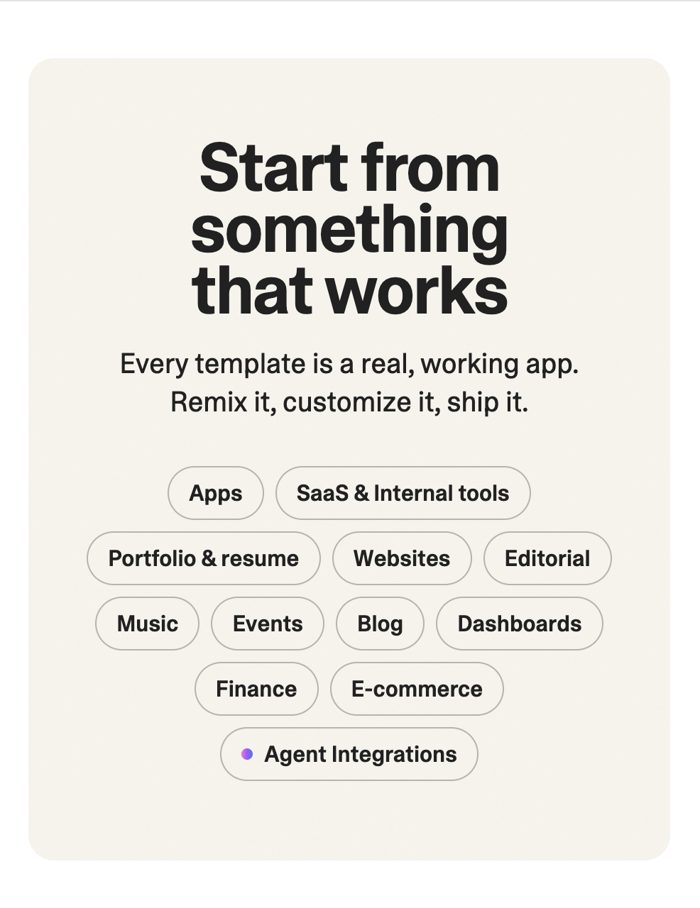 Start from
something
that works
Every template is a real, working app.
Remix it, customize it, ship it.
Apps
SaaS & Internal tools
Portfolio & resume
Websites
Editorial
Music
Events
Blog
Dashboards
Finance
E-commerce
Agent Integrations